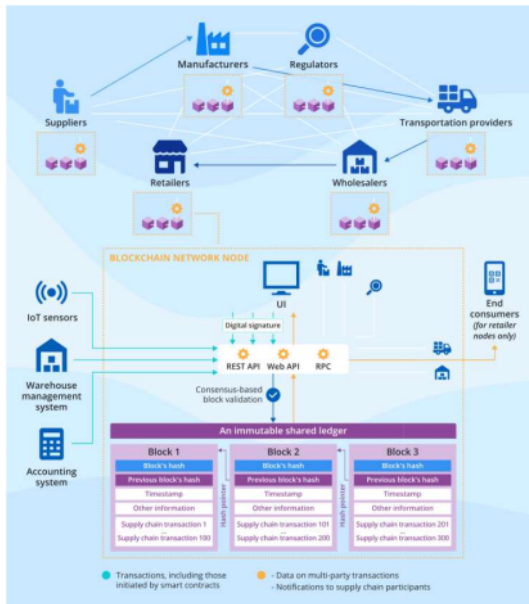 Manufacturers
Regulators
Suppliers
Transportation providers
Retailers
Wholesalers
BLOCKCHAIN NETWORK NODE
UI
IoT sensors
Digital signature
End
consumers
(for retailer
nodes only)
REST API
Web API
RPC
Warehouse
management
system
Consensus-based
block validation
Accounting
system
An immutable shared ledger
Block 1
Block's hash
Previous block's hash
Timestamp
Other information
Supply chain transaction 1
...
Supply chain transaction 100
Hash pointer
Block 2
Block's hash
Previous block's hash
Timestamp
Other information
Supply chain transaction 101
...
Supply chain transaction 200
Hash pointer
Block 3
Block's hash
Previous block's hash
Timestamp
Other information
Supply chain transaction 201
...
Supply chain transaction 300
Transactions, including those
initiated by smart contracts
- Data on multi-party transactions
- Notifications to supply chain participants